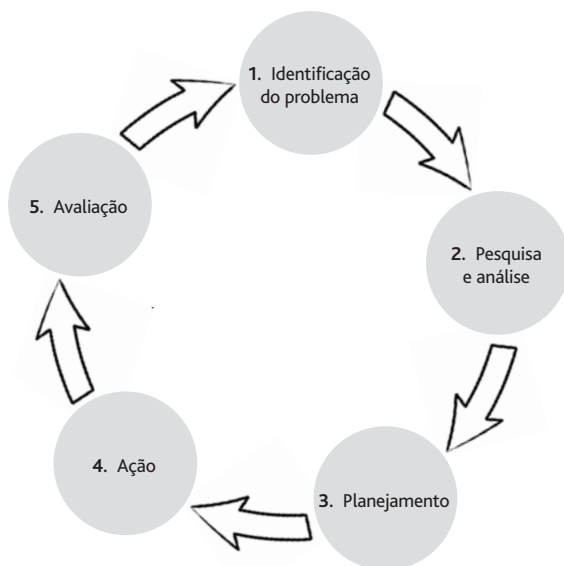 1. Identificação
do problema
2. Pesquisa
e análise
3. Planejamento
4. Ação
5. Avaliação